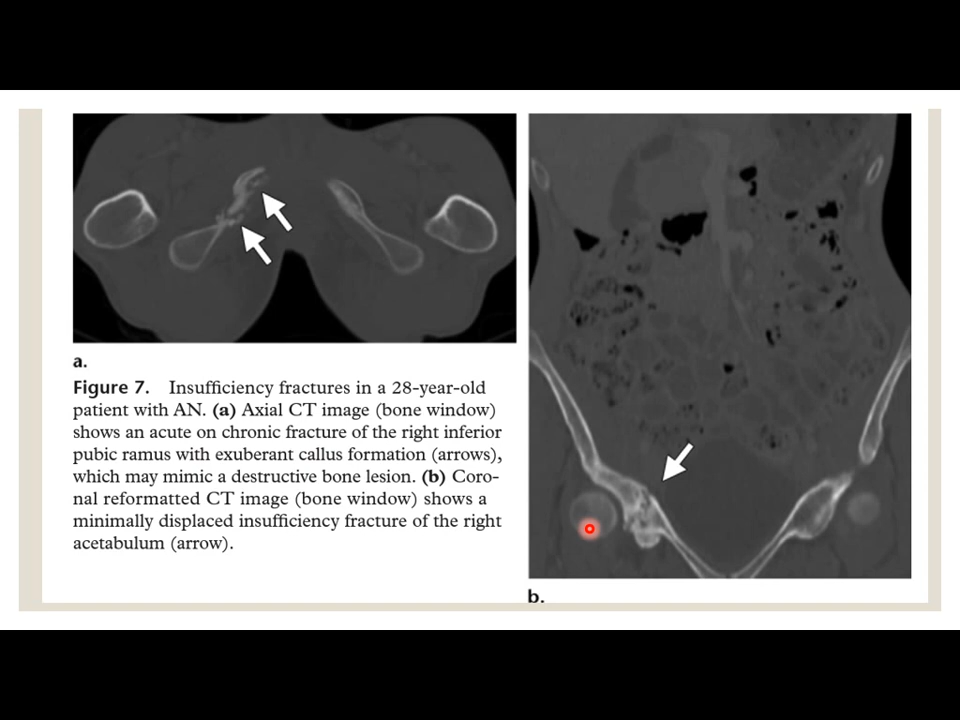 a.
Figure 7. Insufficiency fractures in a 28-year-old
patient with AN. (a) Axial CT image (bone window)
shows an acute on chronic fracture of the right inferior
pubic ramus with exuberant callus formation (arrows),
which may mimic a destructive bone lesion. (b) Coro-
nal reformatted CT image (bone window) shows a
minimally displaced insufficiency fracture of the right
acetabulum (arrow).
b.